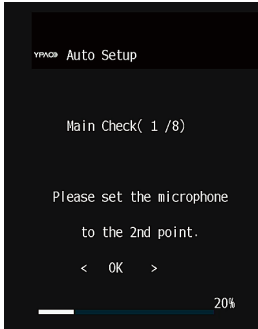 YPAO Auto Setup
Main Check( 1 /8)
Please set the microphone
to the 2nd point.
< OK >
20%